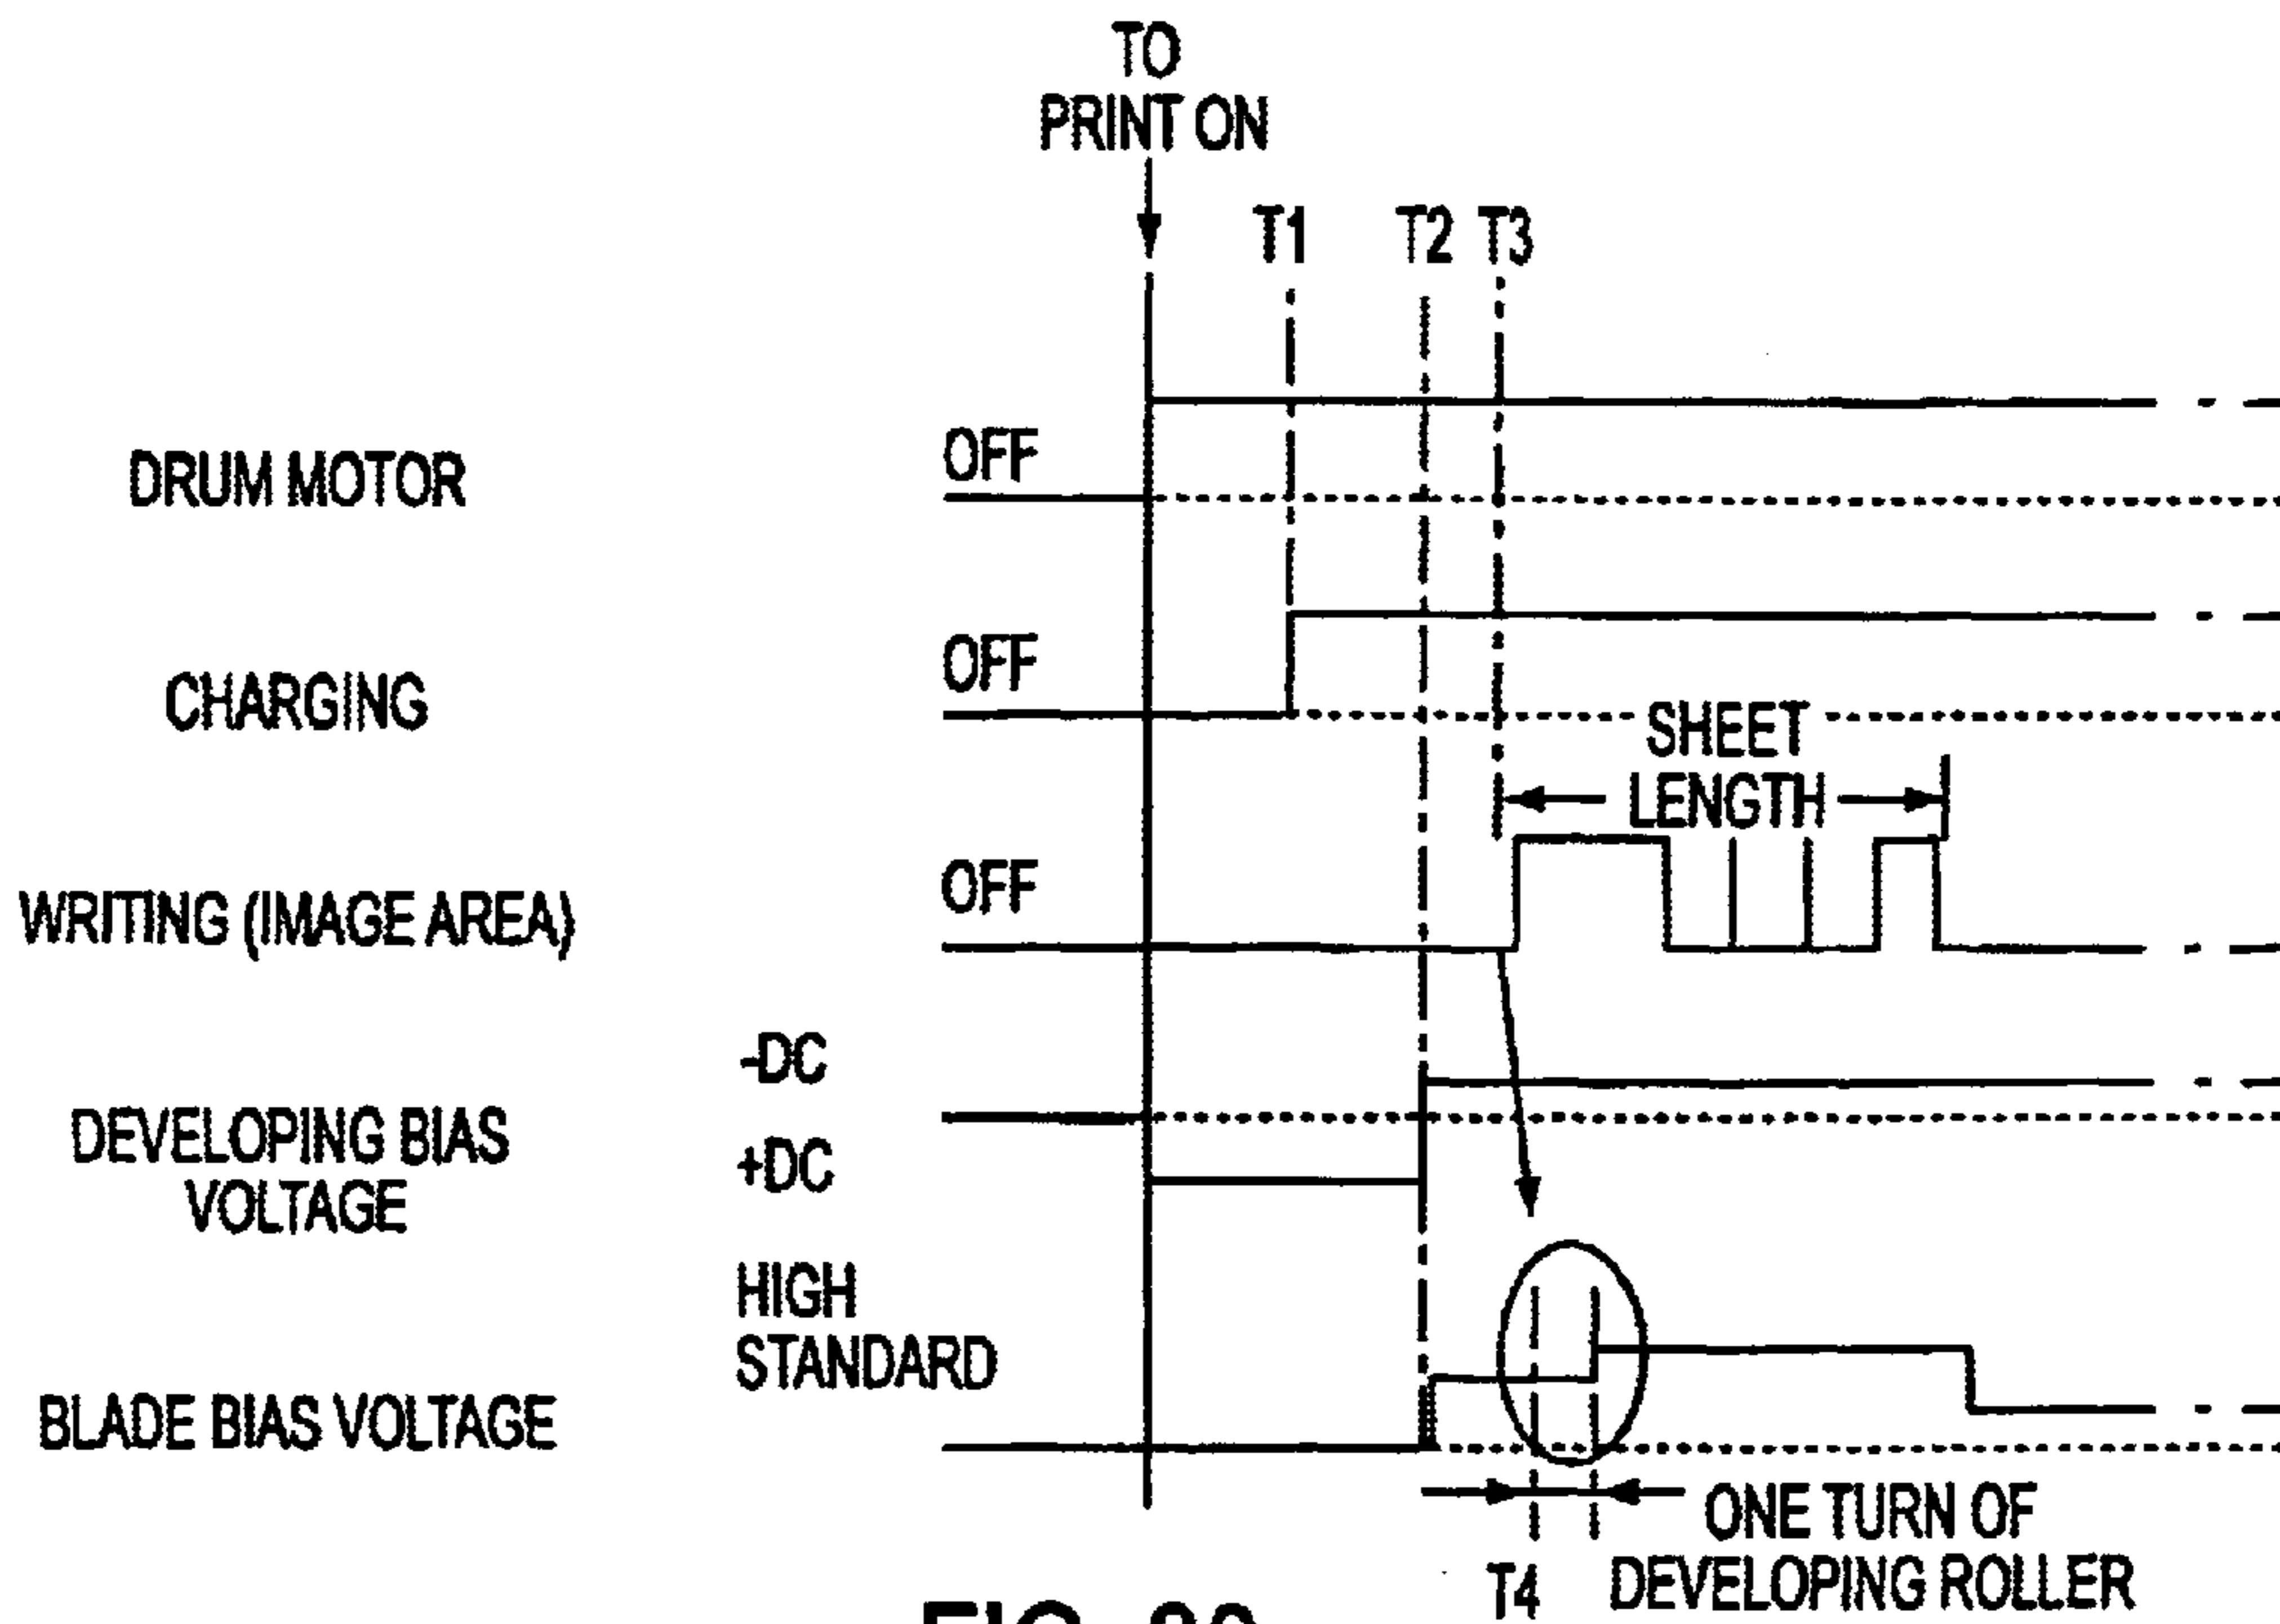 TO
PRINT ON
T1 T2 T3
OFF
DRUM MOTOR
OFF
CHARGING
SHEET
LENGTH
OFF
WRITING (IMAGE AREA)
-DC
DEVELOPING BIAS
VOLTAGE
+DC
HIGH
STANDARD
BLADE BIAS VOLTAGE
ONE TURN OF
DEVELOPING ROLLER
T4